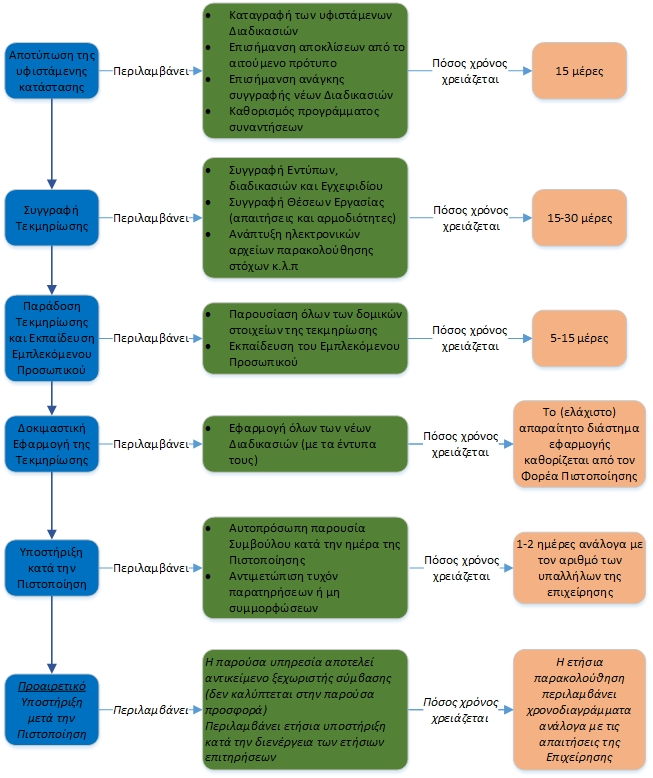 Αποτύπωση της
υφιστάμενης
κατάστασης
Περιλαμβάνει
Καταγραφή των υφιστάμενων
Διαδικασιών
Επισήμανση αποκλίσεων από το
αιτούμενο πρότυπο
Επισήμανση ανάγκης
συγγραφής νέων Διαδικασιών
Καθορισμός προγράμματος
συναντήσεων
Πόσος χρόνος
χρειάζεται
15 μέρες
Συγγραφή
Τεκμηρίωσης
Περιλαμβάνει
Συγγραφή Εντύπων,
διαδικασιών και Εγχειριδίου
Συγγραφή Θέσεων Εργασίας
(απαιτήσεις και αρμοδιότητες)
Ανάπτυξη ηλεκτρονικών
αρχείων παρακολούθησης
στόχων κ.λ.π
Πόσος χρόνος
χρειάζεται
15-30 μέρες
Παράδοση
Τεκμηρίωσης
και Εκπαίδευση
Εμπλεκόμενου
Προσωπικού
Περιλαμβάνει
Παρουσίαση όλων των δομικών
στοιχείων της τεκμηρίωσης
Εκπαίδευση του Εμπλεκόμενου
Προσωπικού
Πόσος χρόνος
χρειάζεται
5-15 μέρες
Δοκιμαστική
Εφαρμογή της
Τεκμηρίωσης
Περιλαμβάνει
Εφαρμογή όλων των νέων
Διαδικασιών (με τα έντυπα
τους)
Πόσος χρόνος
χρειάζεται
Το (ελάχιστο)
απαραίτητο διάστημα
εφαρμογής
καθορίζεται από τον
Φορέα Πιστοποίησης
Υποστήριξη
κατά την
Πιστοποίηση
Περιλαμβάνει
Αυτοπρόσωπη παρουσία
Συμβούλου κατά την ημέρα της
Πιστοποίησης
Αντιμετώπιση τυχόν
παρατηρήσεων ή μη
συμμορφώσεων
Πόσος χρόνος
χρειάζεται
1-2 ημέρες ανάλογα με
τον αριθμό των
υπαλλήλων της
επιχείρησης
Προαιρετικό
Υποστήριξη
μετά την
Πιστοποίηση
Περιλαμβάνει
Η παρούσα υπηρεσία αποτελεί
αντικείμενο ξεχωριστής σύμβασης
(δεν καλύπτεται στην παρούσα
προσφορά)
Περιλαμβάνει ετήσια υποστήριξη
κατά την διενέργεια των ετήσιων
επιτηρήσεων
Πόσος χρόνος
χρειάζεται
Η ετήσια
παρακολούθηση
περιλαμβάνει
χρονοδιαγράμματα
ανάλογα με τις
απαιτήσεις της
Επιχείρησης